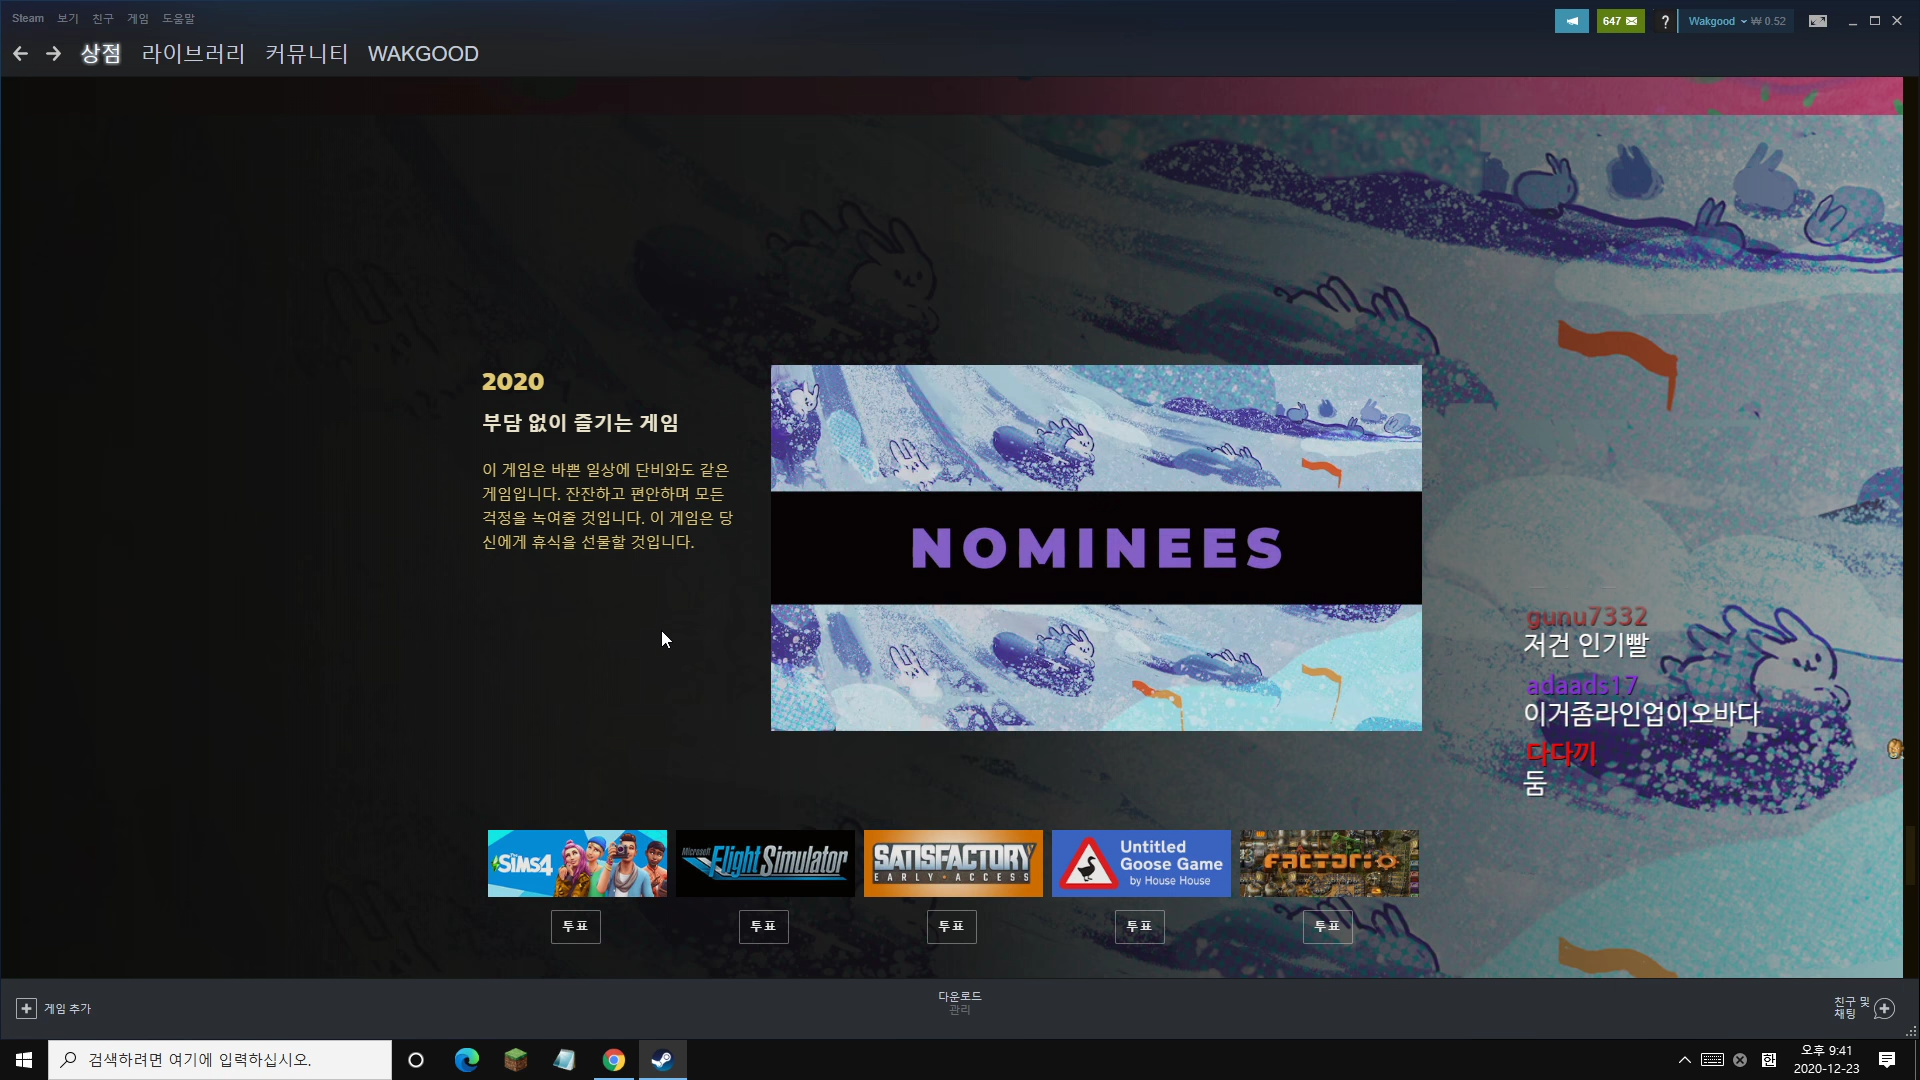 Steam 보기 친구 게임 도움말
647
?
Wakgood ₩ 0.52
상점 라이브러리 커뮤니티 WAKGOOD
2020
부담 없이 즐기는 게임
이 게임은 바쁜 일상에 단비와도 같은
게임입니다. 잔잔하고 편안하며 모든
걱정을 녹여줄 것입니다. 이 게임은 당
신에게 휴식을 선물할 것입니다.
NOMINEES
gunu7332
저건 인기빨
adaads17
이거좀라인업이오바다
다다끼
둠
The SIMS4
Microsoft Flight Simulator
SATISFACTORY
EARLY ACCESS
Untitled
Goose Game
by House House
FACTORIO
투표 투표 투표 투표 투표
게임 추가
다운로드
관리
친구 및
채팅
검색하려면 여기에 입력하십시오.
한
오후 9:41
2020-12-23